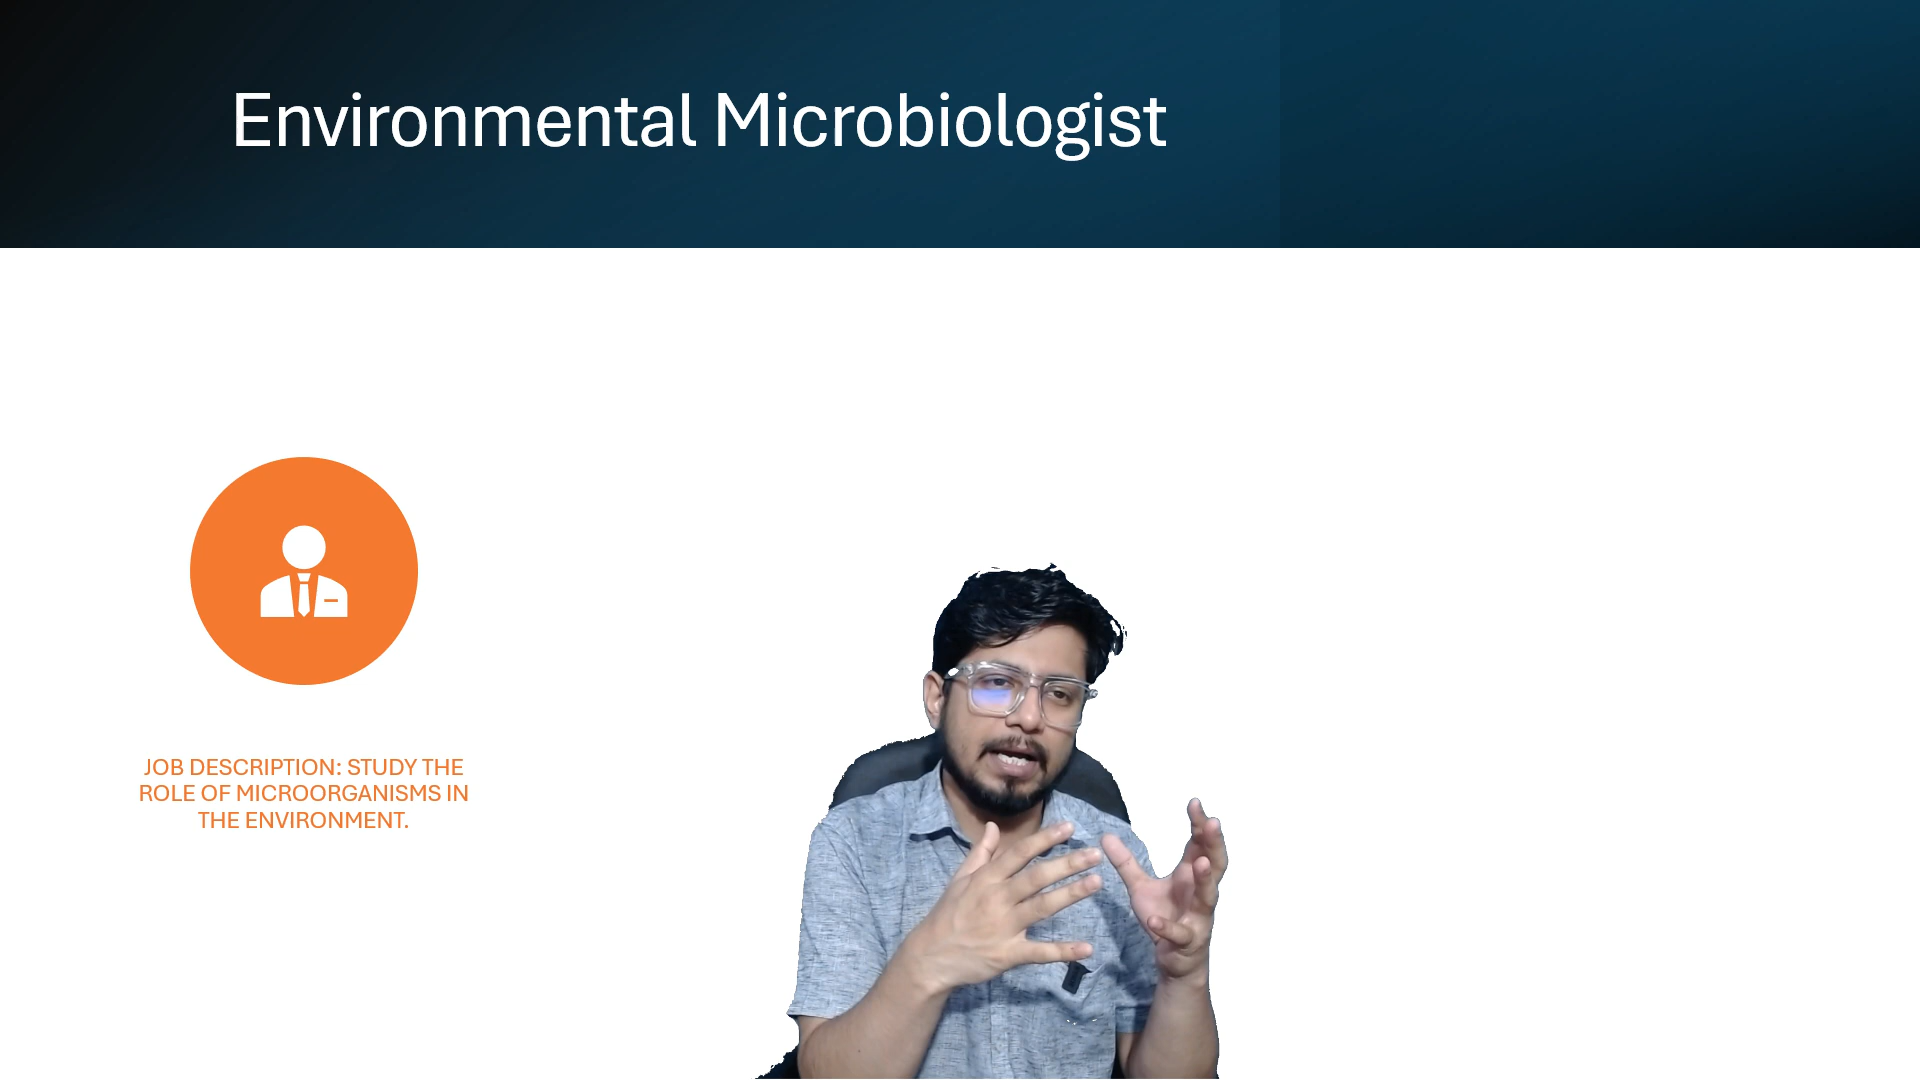 Environmental Microbiologist
JOB DESCRIPTION: STUDY THE
ROLE OF MICROORGANISMS IN
THE ENVIRONMENT.